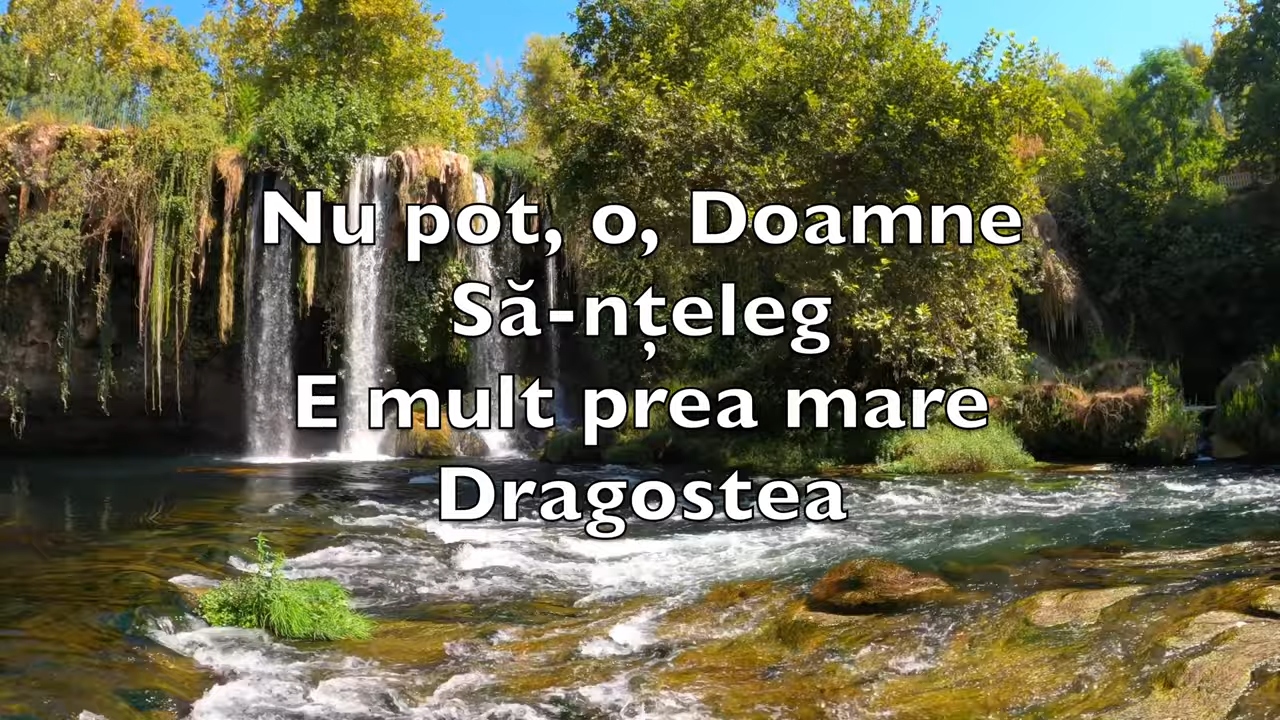 Nu pot, o, Doamne
Să-nțeleg
E mult prea mare
Dragostea